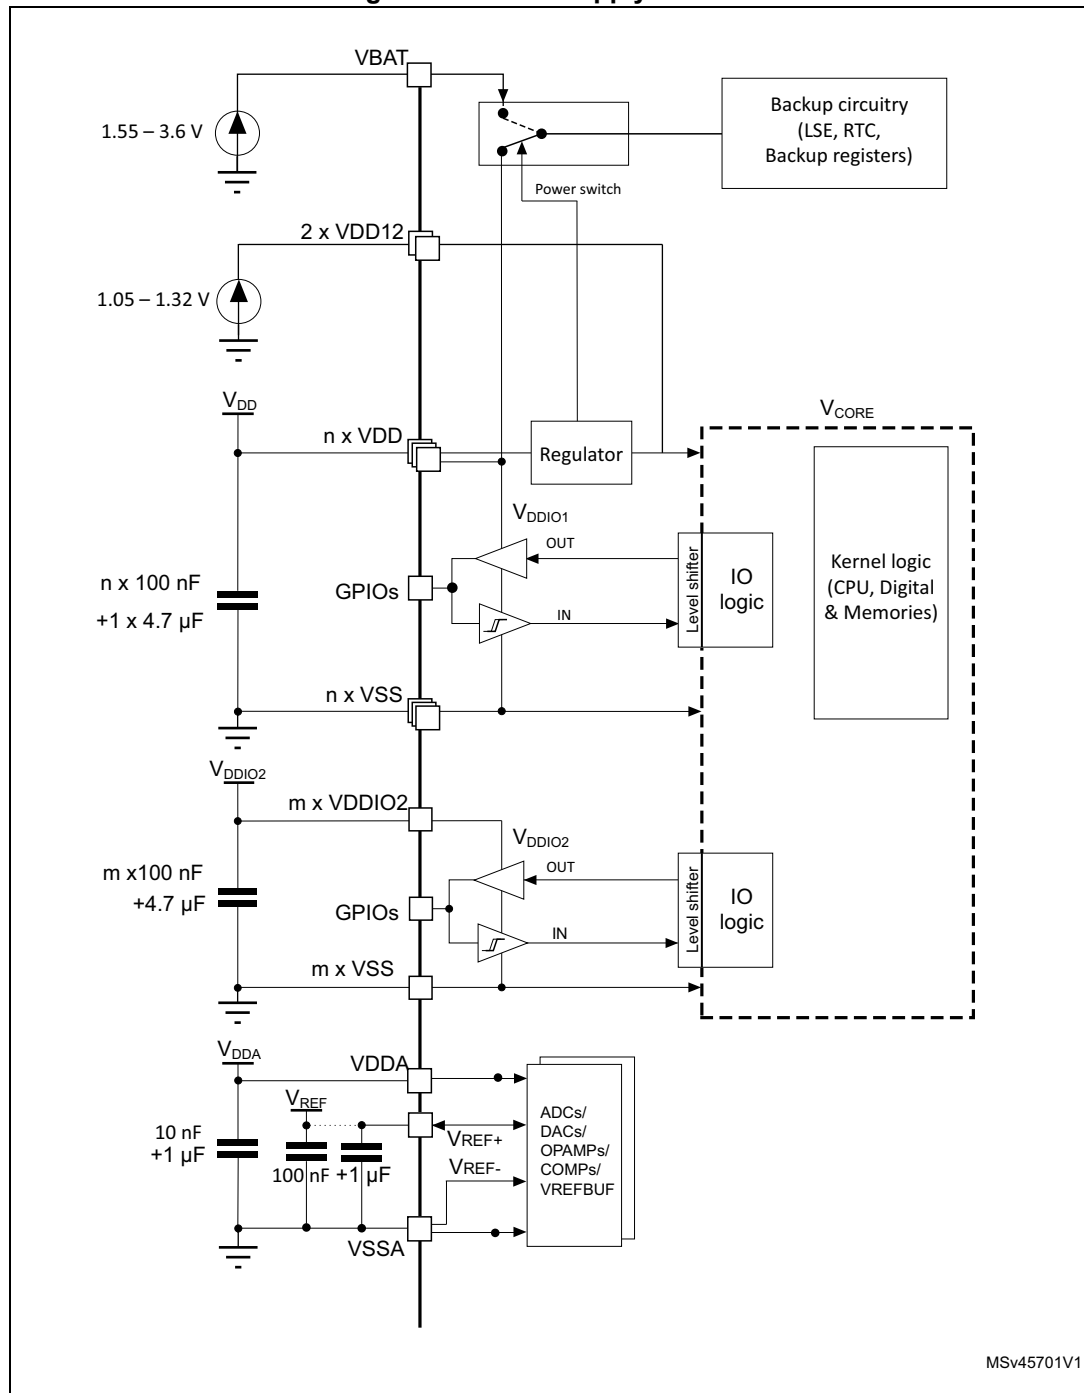 VBAT
1.55 – 3.6 V
Backup circuitry
(LSE, RTC,
Backup registers)
Power switch
2 x VDD12
1.05 – 1.32 V
VDD
n x VDD
Regulator
VCORE
VDDIO1
OUT
n x 100 nF
+1 x 4.7 µF
GPIOs
IN
Level shifter
IO
logic
Kernel logic
(CPU, Digital
& Memories)
n x VSS
VDDIO2
m x VDDIO2
VDDIO2
OUT
m x100 nF
+4.7 µF
GPIOs
IN
Level shifter
IO
logic
m x VSS
VDDA
VDDA
VREF
10 nF
+1 µF
100 nF
+1 µF
VREF+
VREF-
ADCs/
DACs/
OPAMPs/
COMPs/
VREFBUF
VSSA
MSv45701V1